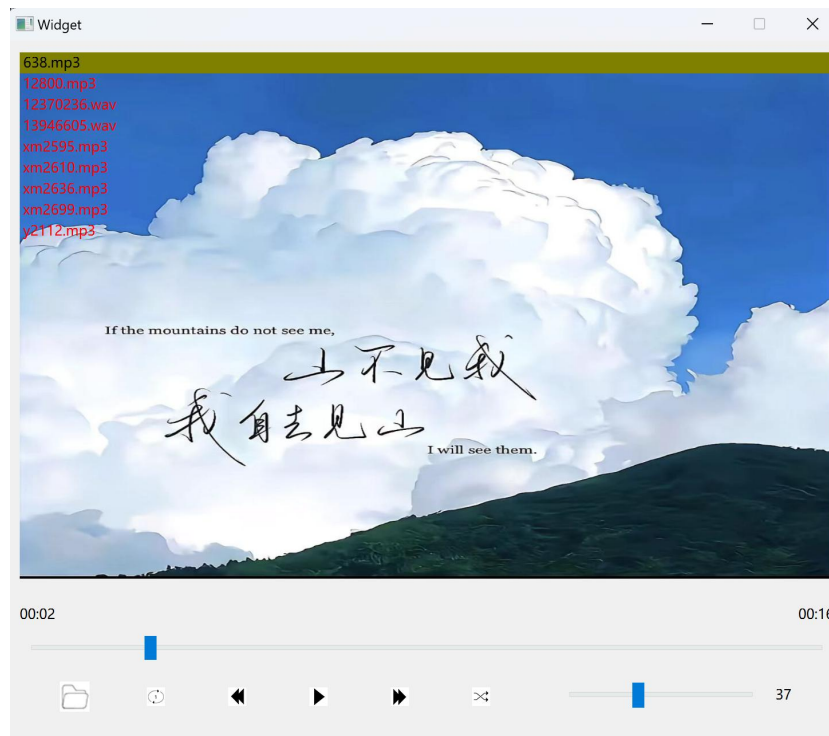 Widget
638.mp3
12800.mp3
12370236.wav
13946605.wav
xm2595.mp3
xm2610.mp3
xm2636.mp3
xm2699.mp3
y2112.mp3
If the mountains do not see me,
山不见我
我自去见山
I will see them.
00:02 00:16
37